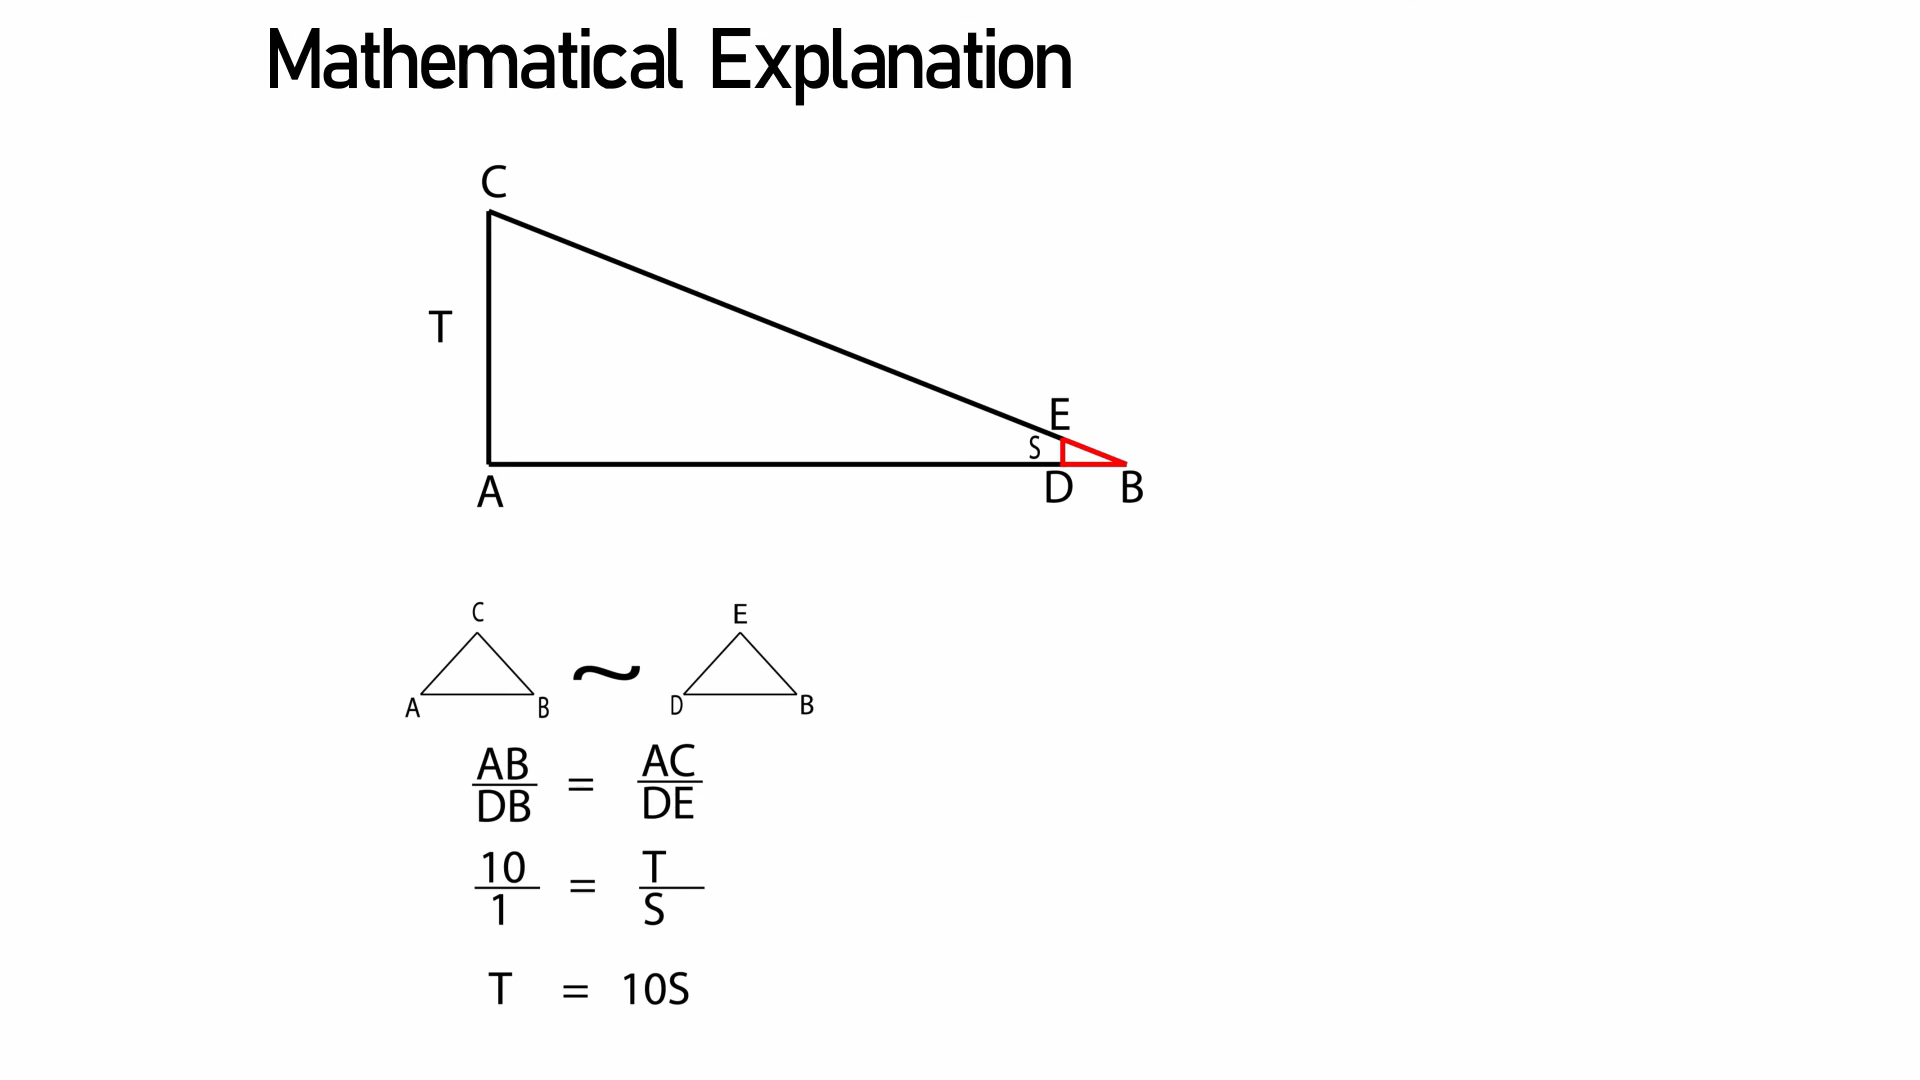 Mathematical Explanation
C
T
E
S
A
D
B
C
E
A
B
~
D
B
AB
DB
=
AC
DE
10
1
=
T
S
T = 10S